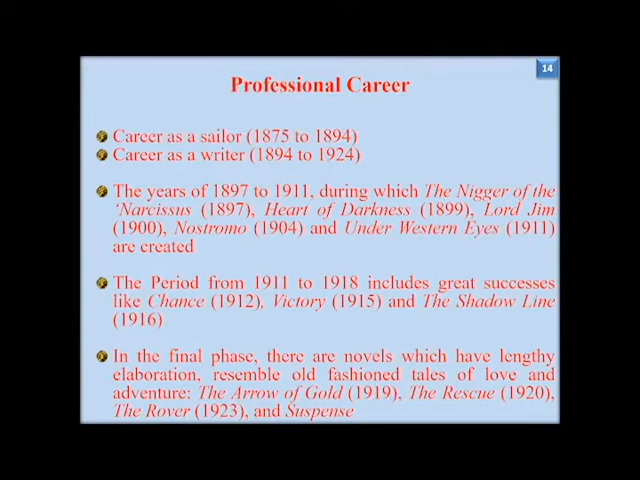 14
Professional Career
Career as a sailor (1875 to 1894)
Career as a writer (1894 to 1924)
The years of 1897 to 1911, during which The Nigger of the
‘Narcissus (1897), Heart of Darkness (1899), Lord Jim
(1900), Nostromo (1904) and Under Western Eyes (1911)
are created
The Period from 1911 to 1918 includes great successes
like Chance (1912), Victory (1915) and The Shadow Line
(1916)
In the final phase, there are novels which have lengthy
elaboration, resemble old fashioned tales of love and
adventure: The Arrow of Gold (1919), The Rescue (1920),
The Rover (1923), and Suspense